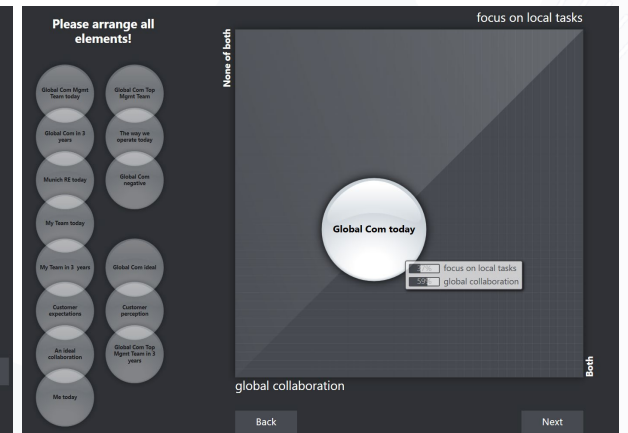 Please arrange all
elements!
Global Com Mgmt
Team today
Global Com Top
Mgmt Team
Global Com in 3
years
The way we
operate today
Munich RE today
Global Com
negative
My Team today
My Team in 3 years
Global Com ideal
Customer
expectations
Customer
perception
An ideal
collaboration
Global Com Top
Mgmt Team in 3
years
Me today
focus on local tasks
None of both
Global Com today
focus on local tasks
59% global collaboration
Both
global collaboration
Back
Next